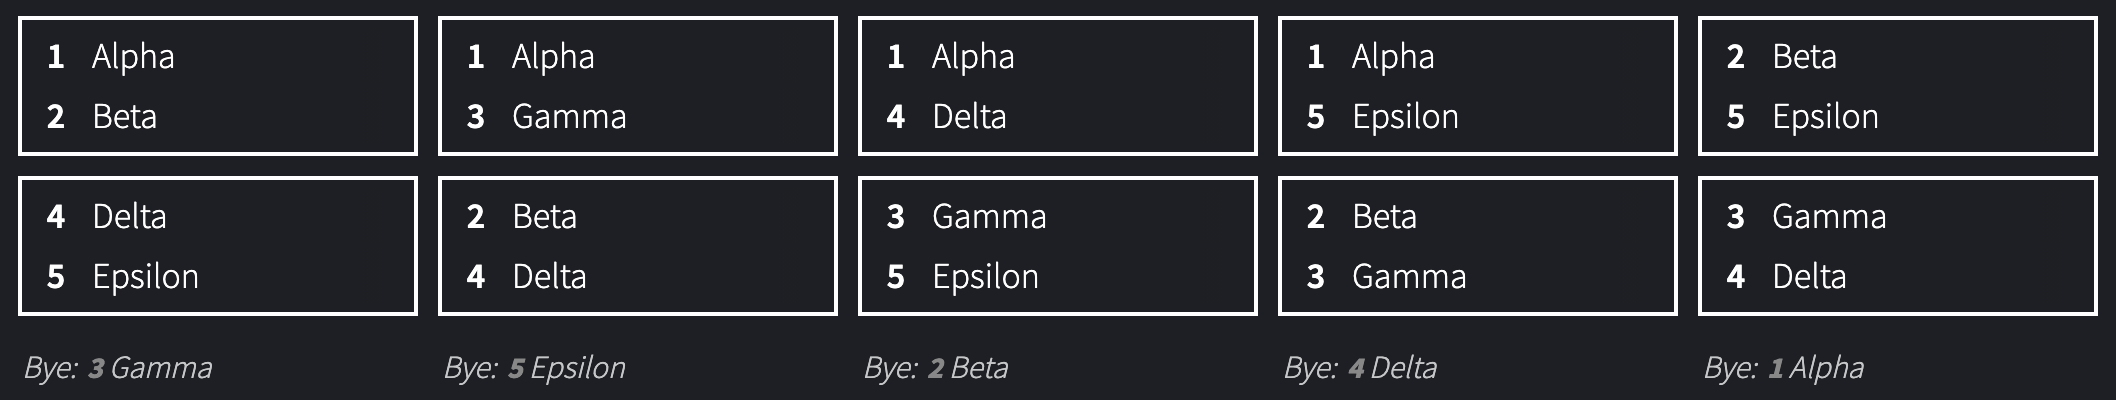 1 Alpha
2 Beta
4 Delta
5 Epsilon
Bye: 3 Gamma
1 Alpha
3 Gamma
2 Beta
4 Delta
Bye: 5 Epsilon
1 Alpha
4 Delta
3 Gamma
5 Epsilon
Bye: 2 Beta
1 Alpha
5 Epsilon
2 Beta
3 Gamma
Bye: 4 Delta
2 Beta
5 Epsilon
3 Gamma
4 Delta
Bye: 1 Alpha